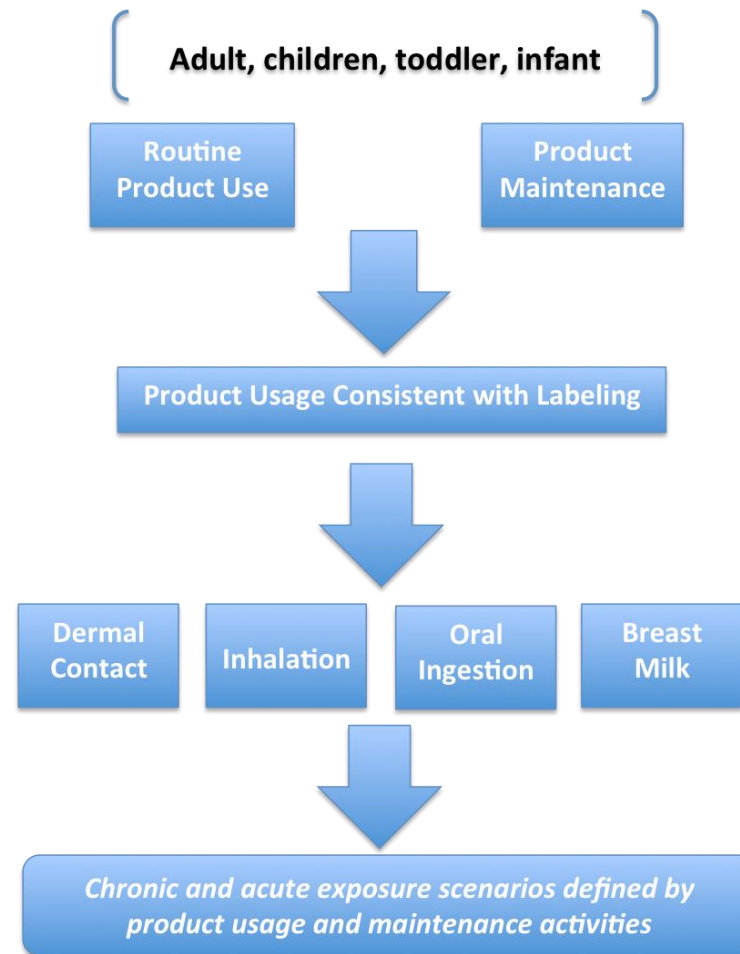 Adult, children, toddler, infant
Routine
Product Use
Product
Maintenance
Product Usage Consistent with Labeling
Dermal
Contact
Inhalation
Oral
Ingestion
Breast
Milk
Chronic and acute exposure scenarios defined by
product usage and maintenance activities